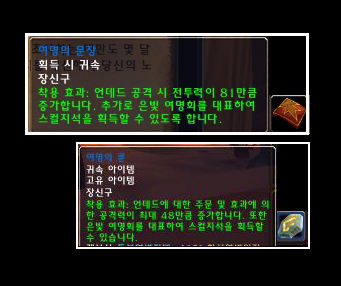 여명의 문장
획득 시 귀속
장신구
착용 효과: 언데드 공격 시 전투력이 81만큼
증가합니다. 추가로 은빛 여명회를 대표하여
스컬지석을 획득할 수 있도록 합니다.
여명의 룬
귀속 아이템
고유 아이템
장신구
착용 효과: 언데드에 대한 주문 및 효과에 의
한 공격력이 최대 48만큼 증가합니다. 또한
은빛 여명회를 대표하여 스컬지석을 획득할
수 있습니다.